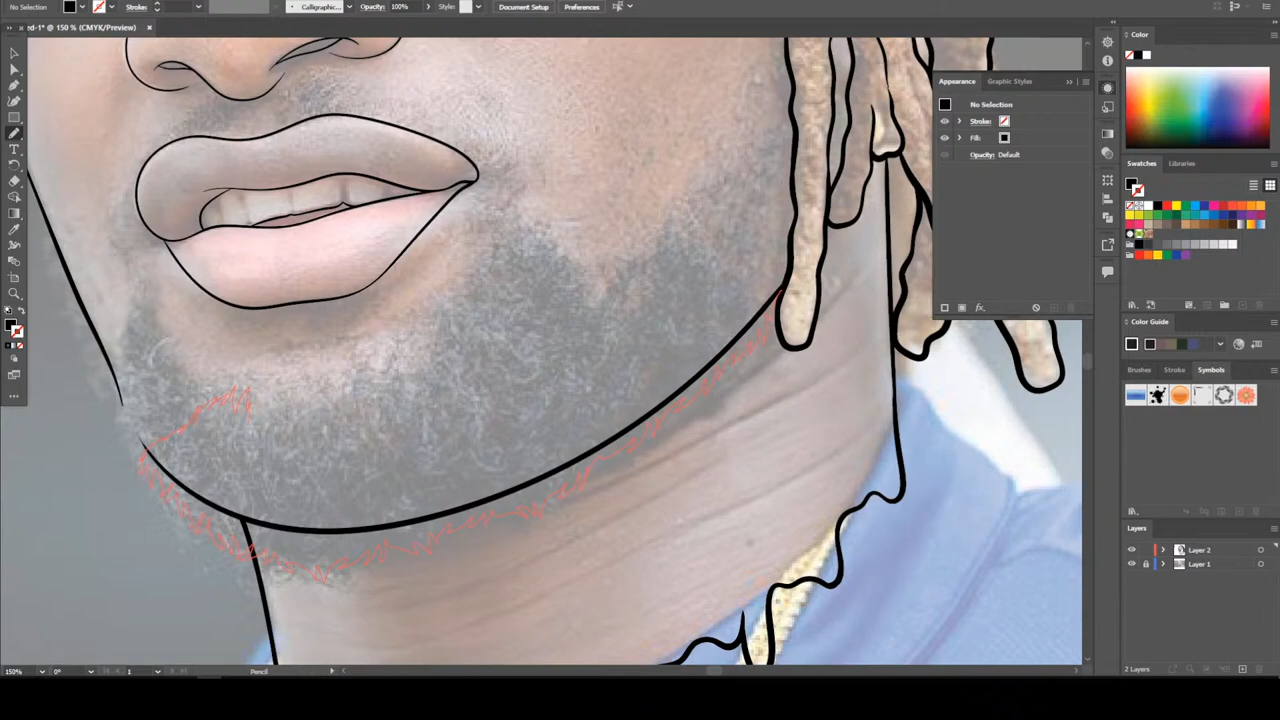 No Selection
Stroke:
Calligraphic...
Opacity: 100%
Style:
Document Setup
Preferences
ed-1* @ 150 % (CMYK/Preview)
Color
Appearance
Graphic Styles
No Selection
Stroke:
Fill:
Opacity: Default
Swatches
Libraries
Color Guide
Brushes
Stroke
Symbols
Layers
Layer 2
Layer 1
2 Layers
150%
0°
1
Pencil